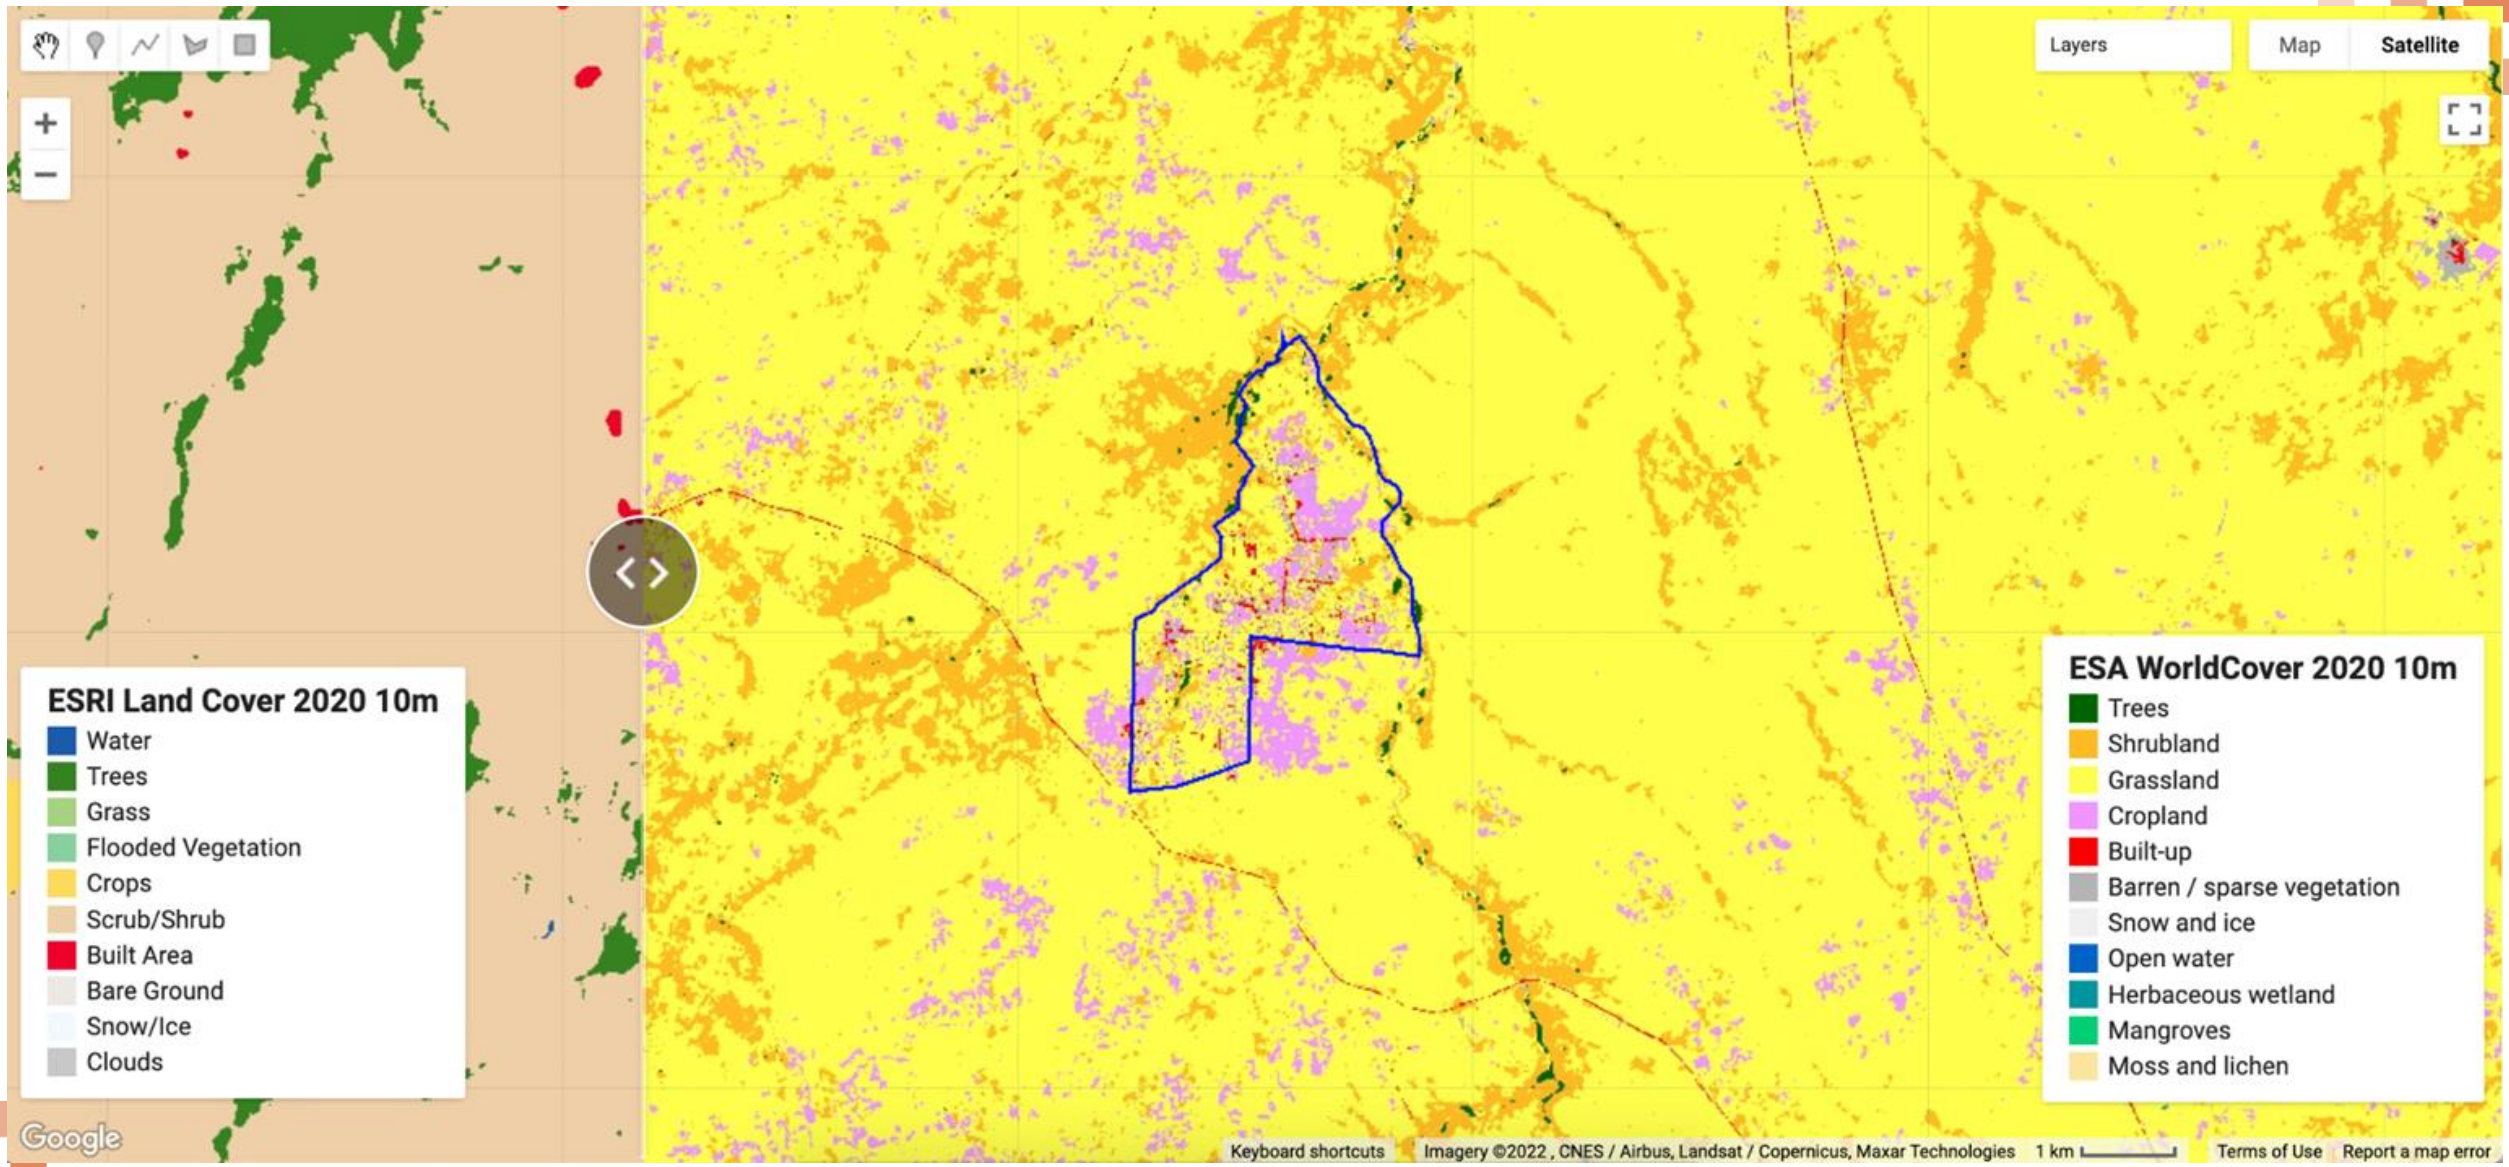 Layers
Map
Satellite
ESRI Land Cover 2020 10m
Water
Trees
Grass
Flooded Vegetation
Crops
Scrub/Shrub
Built Area
Bare Ground
Snow/Ice
Clouds
ESA WorldCover 2020 10m
Trees
Shrubland
Grassland
Cropland
Built-up
Barren / sparse vegetation
Snow and ice
Open water
Herbaceous wetland
Mangroves
Moss and lichen
Google
Keyboard shortcuts
Imagery ©2022 , CNES / Airbus, Landsat / Copernicus, Maxar Technologies
1 km
Terms of Use
Report a map error